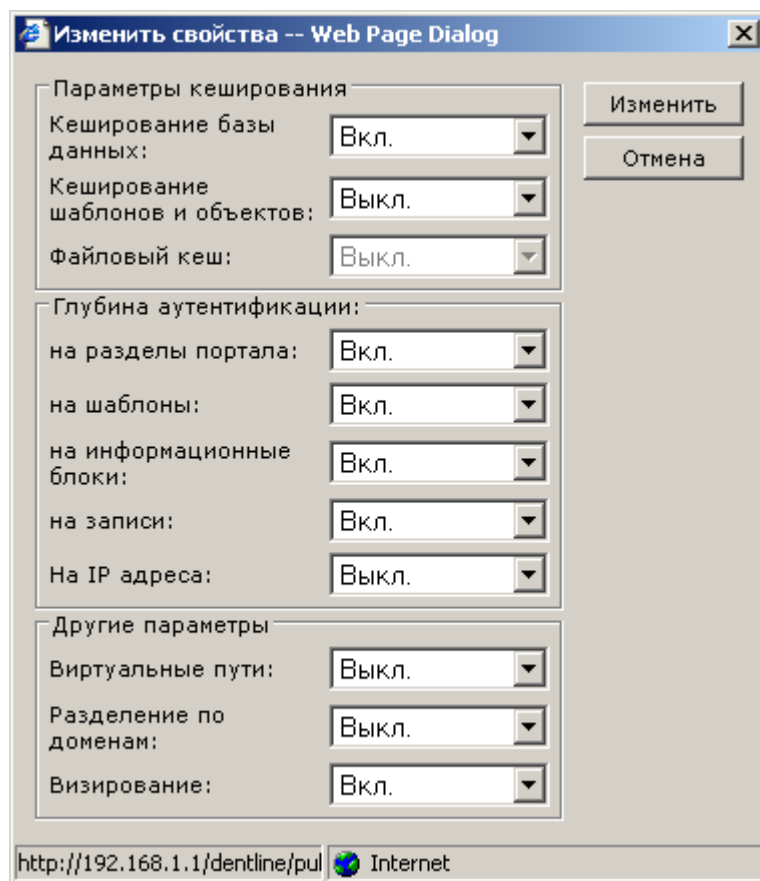 Изменить свойства -- Web Page Dialog
Параметры кеширования
Кеширование базы
данных:
Вкл.
Кеширование
шаблонов и объектов:
Выкл.
Файловый кеш:
Выкл.
Изменить
Отмена
Глубина аутентификации:
на разделы портала:
Вкл.
на шаблоны:
Вкл.
на информационные
блоки:
Вкл.
на записи:
Вкл.
На IP адреса:
Выкл.
Другие параметры
Виртуальные пути:
Выкл.
Разделение по
доменам:
Выкл.
Визирование:
Вкл.
http://192.168.1.1/dentline/pul
Internet